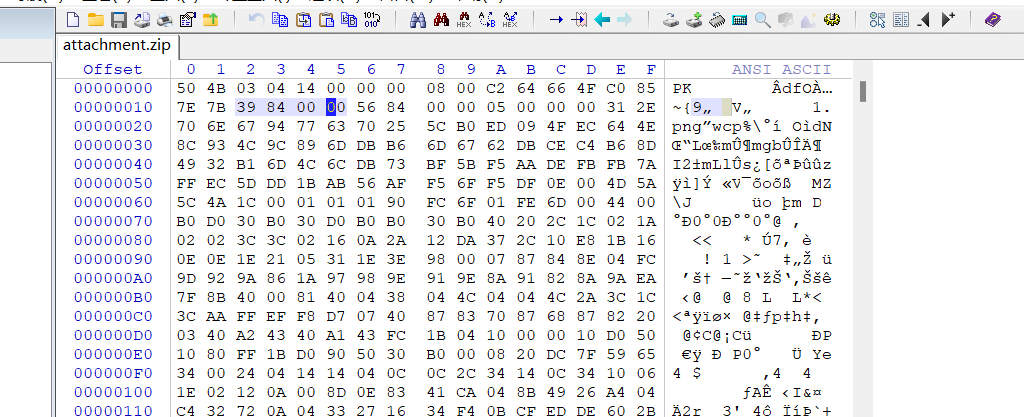 attachment.zip
Offset 0 1 2 3 4 5 6 7 8 9 A B C D E F ANSI ASCII
00000000 50 4B 03 04 14 00 00 00 08 00 C2 64 66 4F C0 85 PK ÂdfOÀ…
00000010 7E 7B 39 84 00 00 56 84 00 00 05 00 00 00 31 2E ~{9„ V„ 1.
00000020 70 6E 67 94 77 63 70 25 5C B0 ED 09 4F EC 64 4E png”wcp%\°í OìdN
00000030 8C 93 4C 9C 89 6D DB B6 6D 67 62 DB CE C4 B6 8D Œ“Lœ‰mÛ¶mgbÛÎĶ
00000040 49 32 B1 6D 4C 6C DB 73 BF 5B F5 AA DE FB FB 7A I2±mLlÛs¿[õªÞûûz
00000050 FF EC 5D DD 1B AB 56 AF F5 6F F5 DF 0E 00 4D 5A ÿì]Ý «V¯õoõß MZ
00000060 5C 4A 1C 00 01 01 01 90 FC 6F 01 FE 6D 00 44 00 \J üo þm D
00000070 B0 D0 30 B0 30 D0 B0 B0 30 B0 40 20 2C 1C 02 1A °Ð0°0а°0°@ ,
00000080 02 02 3C 3C 02 16 0A 2A 12 DA 37 2C 10 E8 1B 16 << * Ú7, è
00000090 0E 0E 1E 21 05 31 1E 3E 98 00 07 87 84 8E 04 FC ! 1 >˜ ‡„Ž ü
000000A0 9D 92 9A 86 1A 97 98 9E 91 9E 8A 91 82 8A 9A EA ’š† —˜ž‘žŠ‘‚Ššê
000000B0 7F 8B 40 00 81 40 04 38 04 4C 04 04 4C 2A 3C 1C ‹@ @ 8 L L*<
000000C0 3C AA FF EF F8 D7 07 40 87 83 70 87 68 87 82 20 <ªÿïø× @‡ƒp‡h‡‚
000000D0 03 40 A2 43 40 A1 43 FC 1B 04 10 00 00 10 D0 50 @¢C@¡Cü ÐP
000000E0 10 80 FF 1B D0 90 50 30 B0 00 08 20 DC 7F 59 65 €ÿ Ð P0° Ü Ye
000000F0 34 00 24 04 14 14 04 0C 0C 2C 34 14 0C 34 10 06 4 $ ,4 4
00000100 1E 02 12 0A 00 8D 0E 83 41 CA 04 8B 49 26 A4 04 ƒAÊ ‹I&¤
00000110 C4 32 72 0A 04 33 27 16 34 F4 0B CF ED DE 60 2B Ä2r 3' 4ô ÏíÞ`+